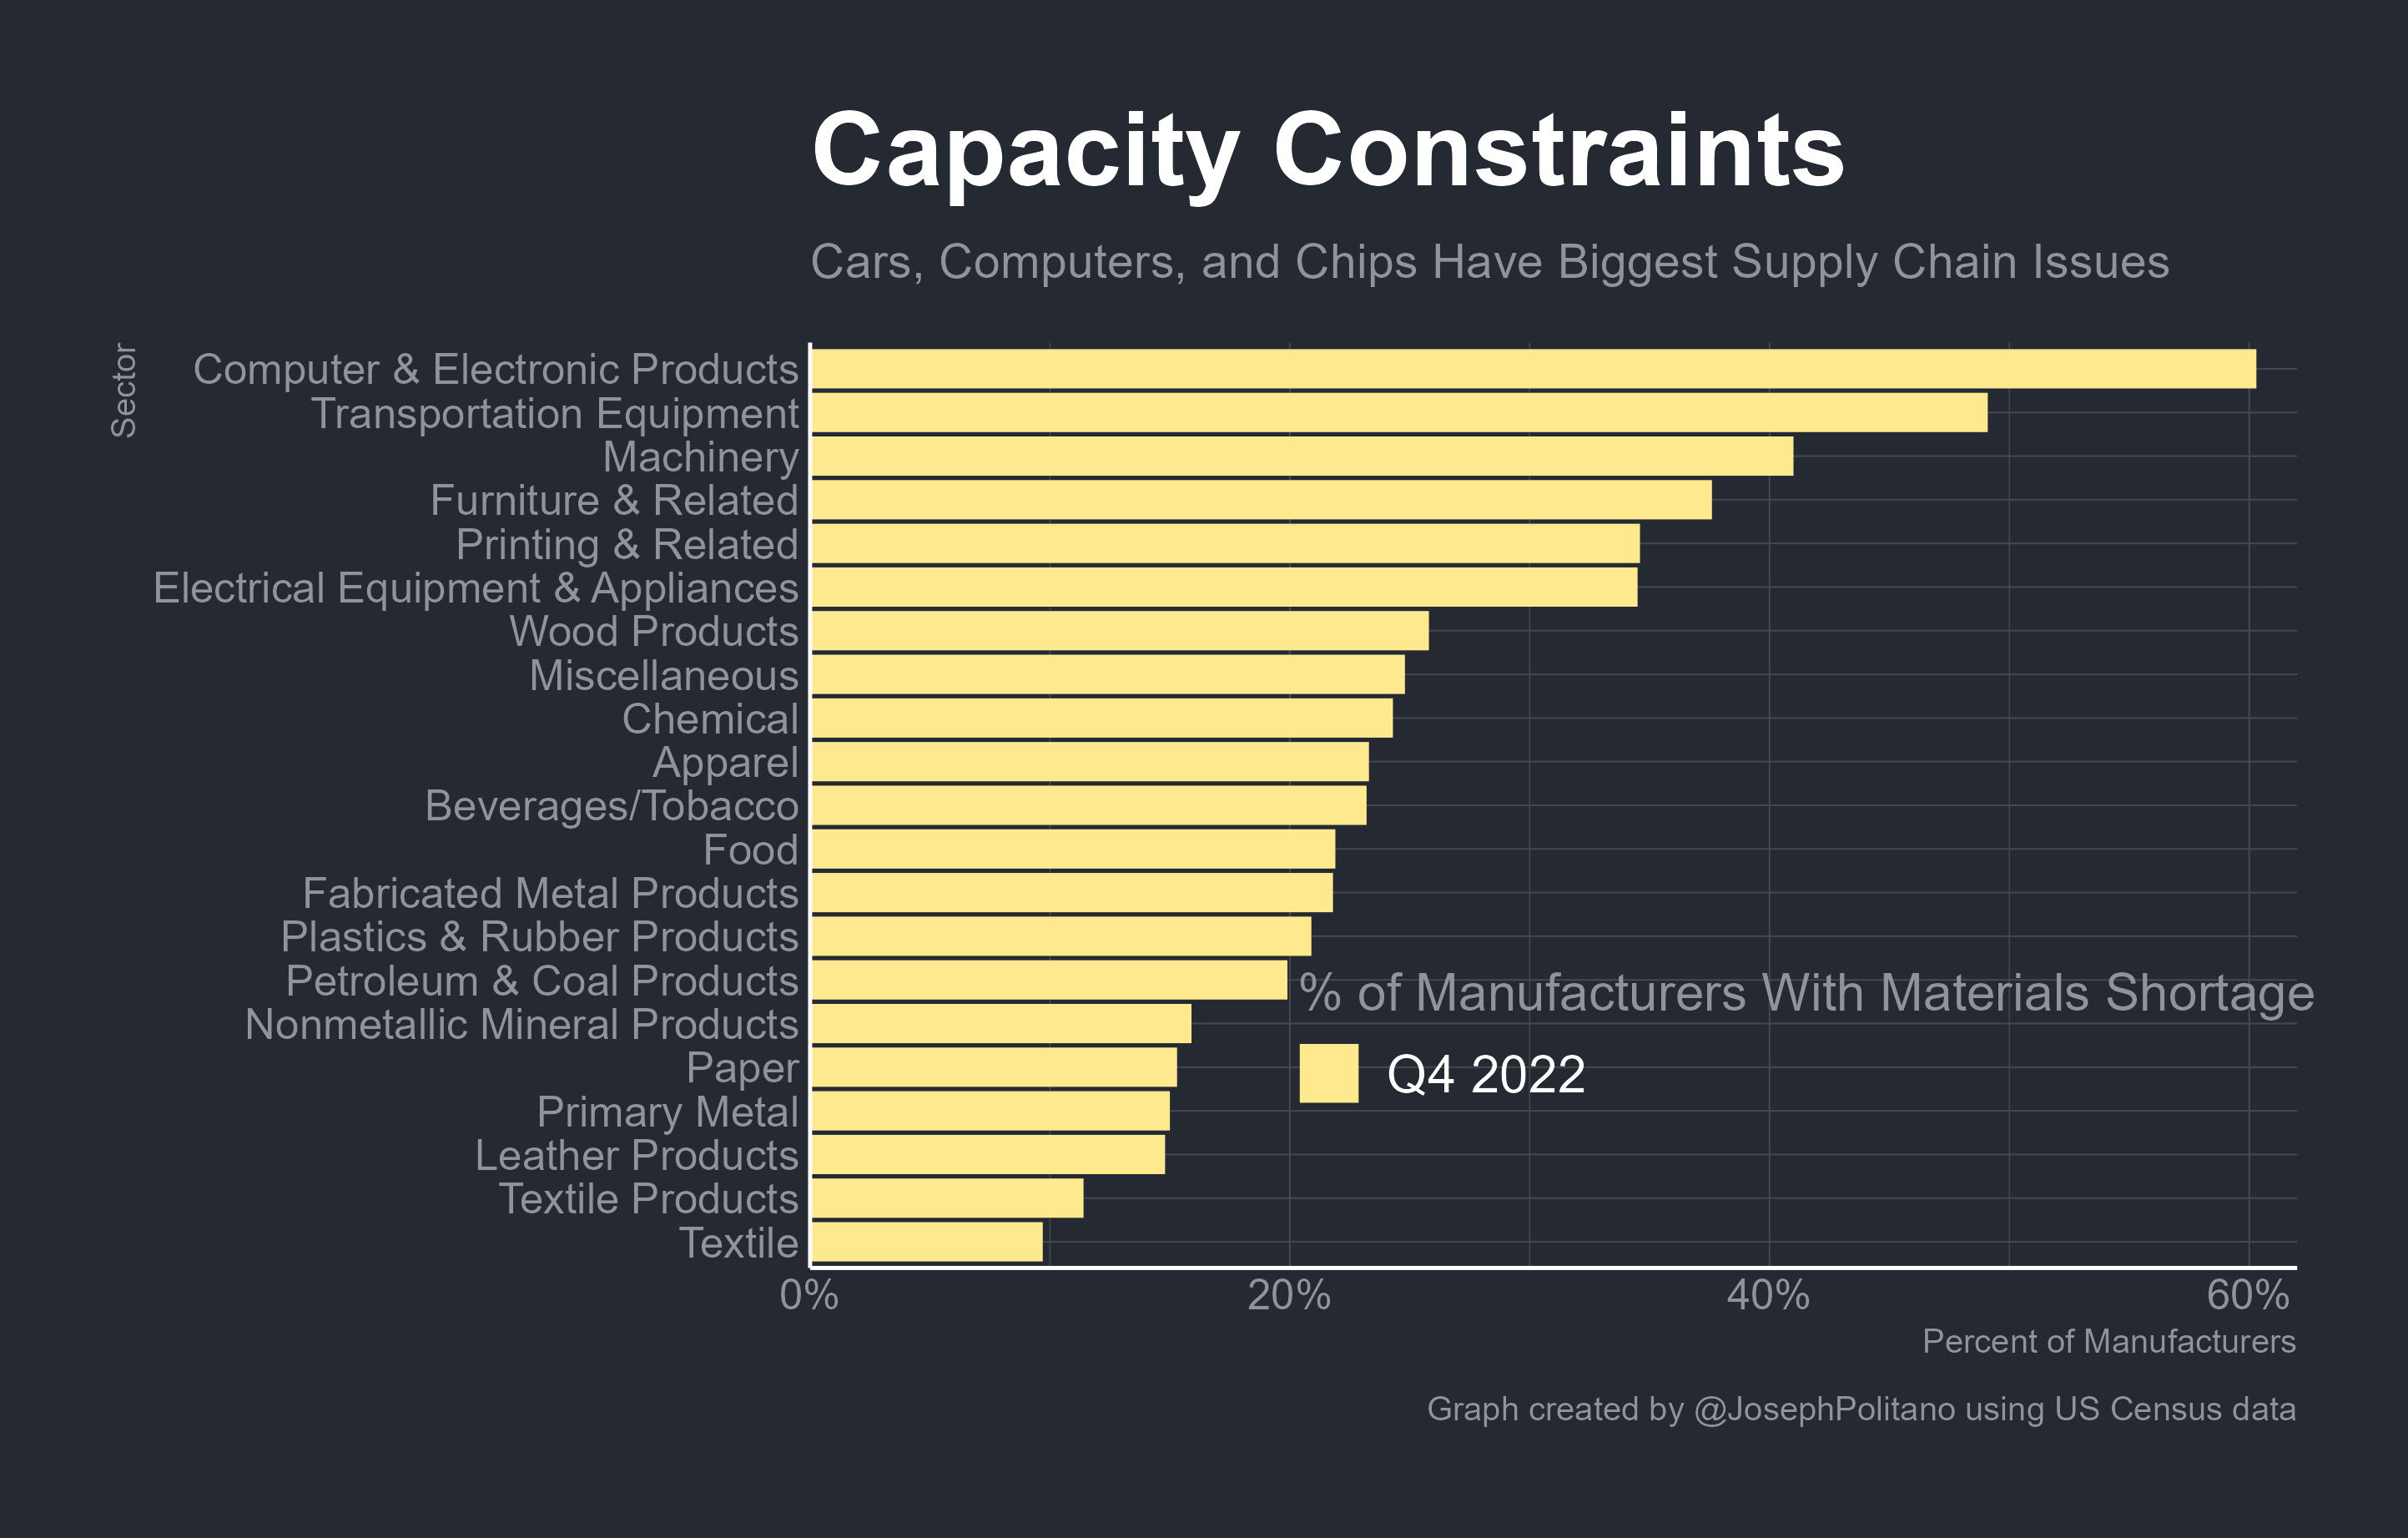 Capacity Constraints
Cars, Computers, and Chips Have Biggest Supply Chain Issues
Sector
Computer & Electronic Products
Transportation Equipment
Machinery
Furniture & Related
Printing & Related
Electrical Equipment & Appliances
Wood Products
Miscellaneous
Chemical
Apparel
Beverages/Tobacco
Food
Fabricated Metal Products
Plastics & Rubber Products
Petroleum & Coal Products
Nonmetallic Mineral Products
Paper
Primary Metal
Leather Products
Textile Products
Textile
% of Manufacturers With Materials Shortage
Q4 2022
0% 20% 40% 60%
Percent of Manufacturers
Graph created by @JosephPolitano using US Census data